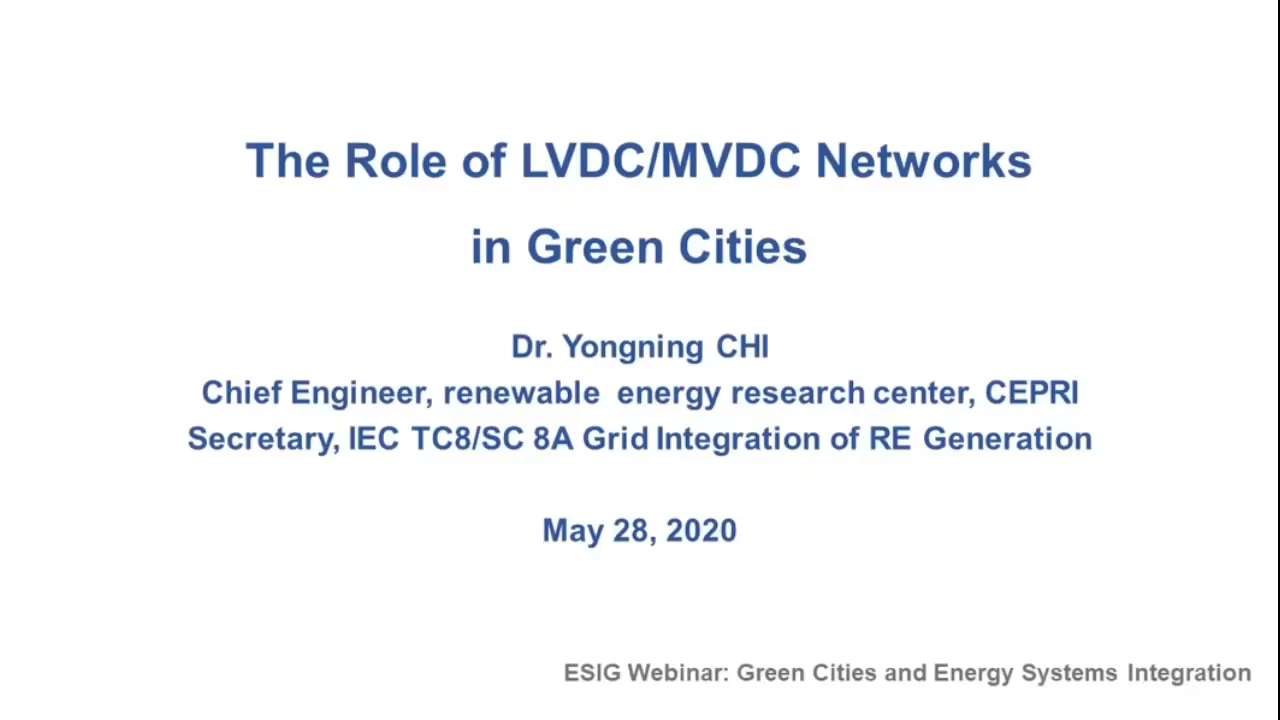 The Role of LVDC/MVDC Networks
in Green Cities
Dr. Yongning CHI
Chief Engineer, renewable energy research center, CEPRI
Secretary, IEC TC8/SC 8A Grid Integration of RE Generation
May 28, 2020
ESIG Webinar: Green Cities and Energy Systems Integration